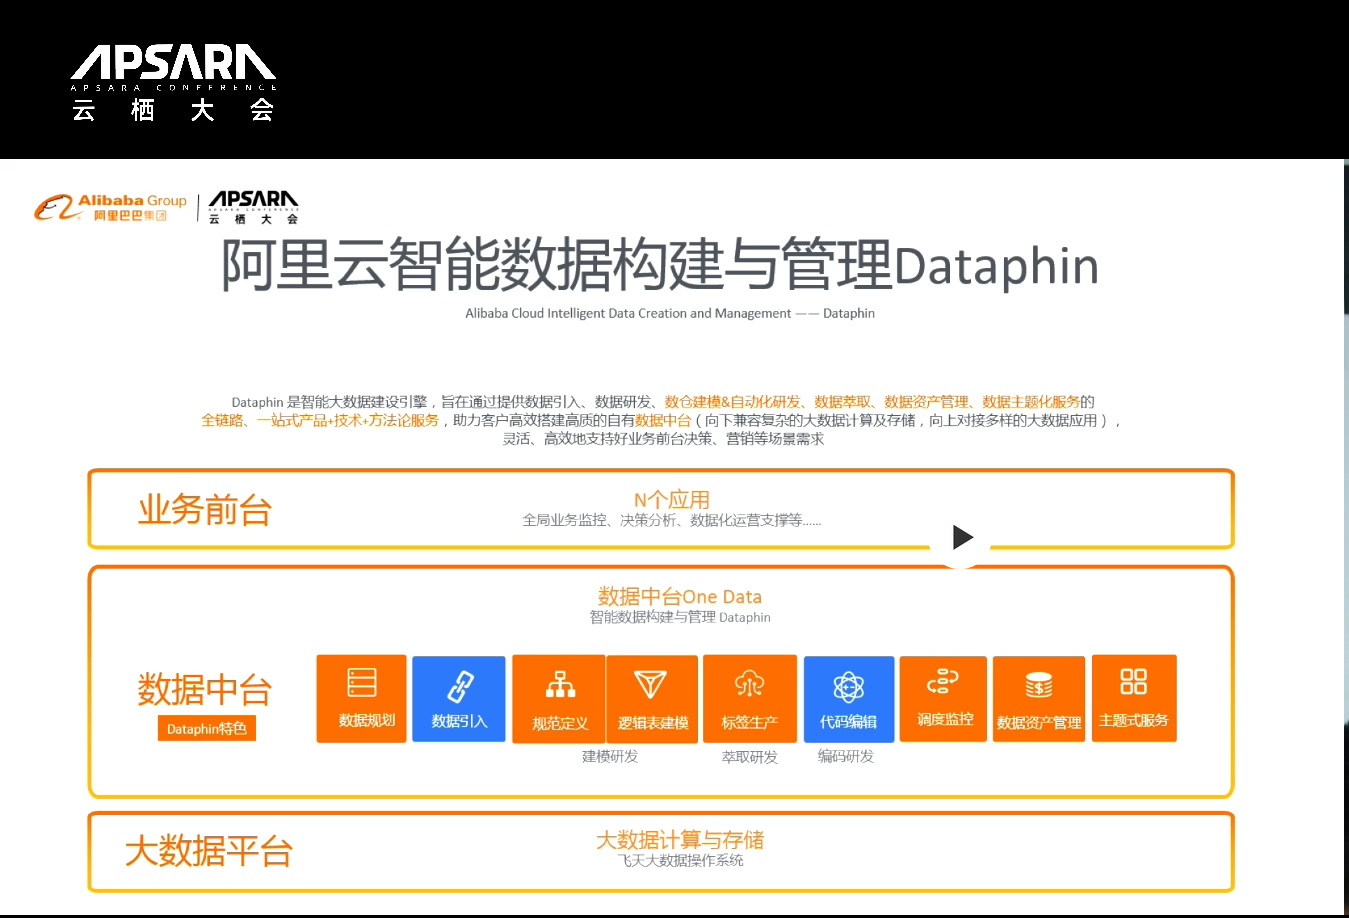 APSARA
APSARA CONFERENCE
云栖大会
Alibaba Group
阿里巴巴集团
APSARA
APSARA CONFERENCE
云栖大会
阿里云智能数据构建与管理Dataphin
Alibaba Cloud Intelligent Data Creation and Management —— Dataphin
Dataphin 是智能大数据建设引擎，旨在通过提供数据引入、数据研发、数仓建模&自动化研发、数据萃取、数据资产管理、数据主题化服务的
全链路、一站式产品+技术+方法论服务，助力客户高效搭建高质的自有数据中台（向下兼容复杂的大数据计算及存储，向上对接多样的大数据应用），
灵活、高效地支持好业务前台决策、营销等场景需求
业务前台
N个应用
全局业务监控、决策分析、数据化运营支撑等......
数据中台One Data
智能数据构建与管理 Dataphin
数据中台
Dataphin特色
数据规划
数据引入
规范定义
逻辑表建模
标签生产
代码编辑
调度监控
数据资产管理
主题式服务
建模研发
萃取研发
编码研发
大数据平台
大数据计算与存储
飞天大数据操作系统